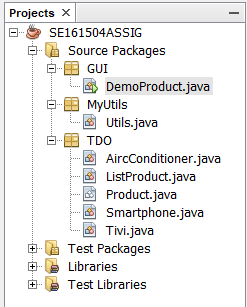 Projects
SE161504ASSIG
Source Packages
GUI
DemoProduct.java
MyUtils
Utils.java
TDO
AircConditioner.java
ListProduct.java
Product.java
Smartphone.java
Tivi.java
Test Packages
Libraries
Test Libraries